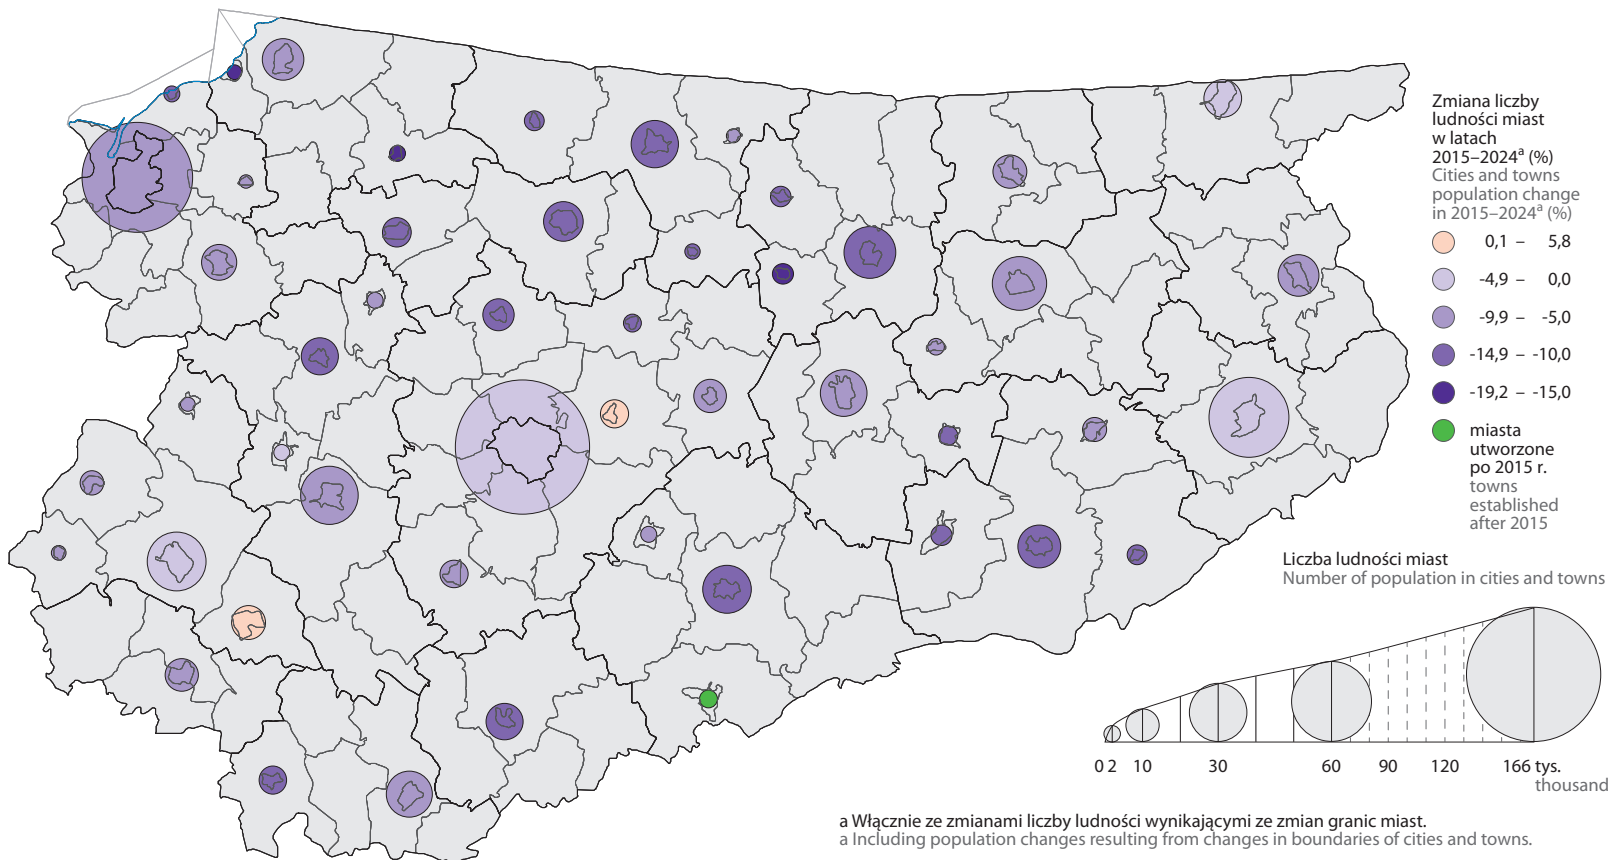 Zmiana liczby
ludności miast
w latach
2015–2024ª (%)
Cities and towns
population change
in 2015–2024ª (%)
0,1 – 5,8
-4,9 – 0,0
-9,9 – -5,0
-14,9 – -10,0
-19,2 – -15,0
miasta
utworzone
po 2015 r.
towns
established
after 2015
Liczba ludności miast
Number of population in cities and towns
0 2 10 30 60 90 120 166 tys.
thousand
a Włącznie ze zmianami liczby ludności wynikającymi ze zmian granic miast.
a Including population changes resulting from changes in boundaries of cities and towns.